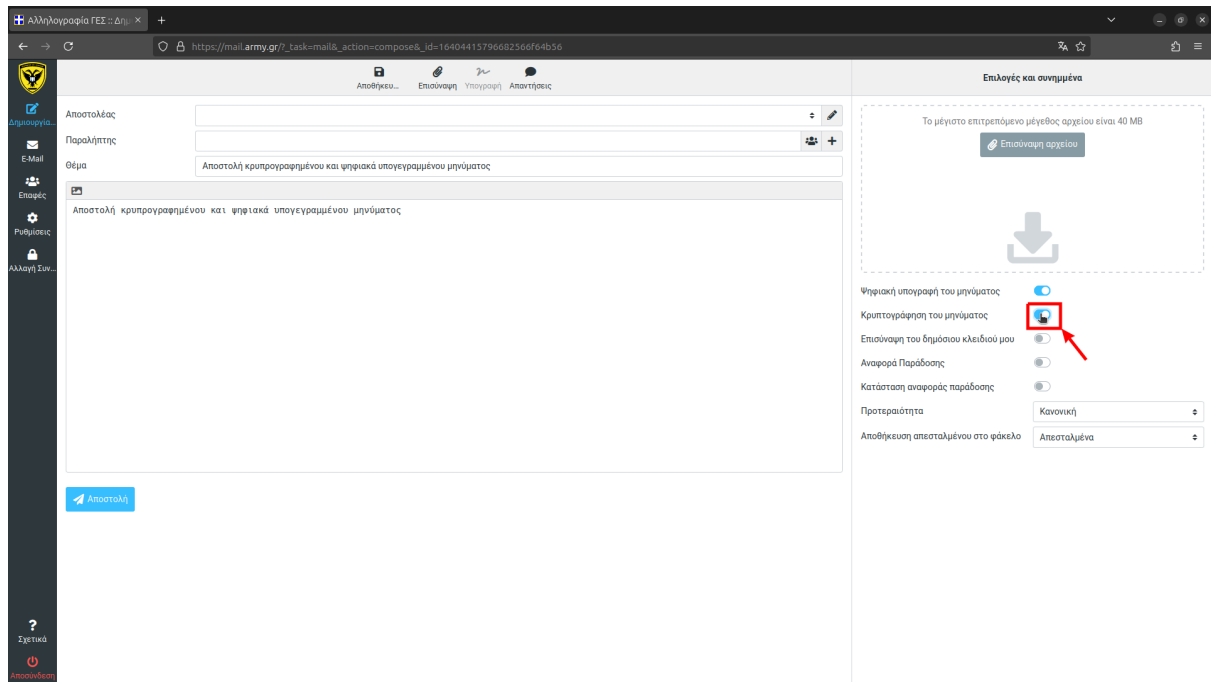 Αλληλογραφία ΓΕΣ :: Δημι
https://mail.army.gr/?_task=mail&_action=compose&_id=16404415796682566f64b56
Αποθήκευ...
Επισύναψη
Υπογραφή
Απαντήσεις
Επιλογές και συνημμένα
Δημιουργία...
E-Mail
Επαφές
Ρυθμίσεις
Αλλαγή Συν...
Σχετικά
Αποσύνδεση
Αποστολέας
Παραλήπτης
Θέμα
Αποστολή κρυπρογραφημένου και ψηφιακά υπογεγραμμένου μηνύματος
Αποστολή κρυπρογραφημένου και ψηφιακά υπογεγραμμένου μηνύματος
Αποστολή
Το μέγιστο επιτρεπόμενο μέγεθος αρχείου είναι 40 MB
Επισύναψη αρχείου
Ψηφιακή υπογραφή του μηνύματος
Κρυπτογράφηση του μηνύματος
Επισύναψη του δημόσιου κλειδιού μου
Αναφορά Παράδοσης
Κατάσταση αναφοράς παράδοσης
Προτεραιότητα
Κανονική
Αποθήκευση απεσταλμένου στο φάκελο
Απεσταλμένα